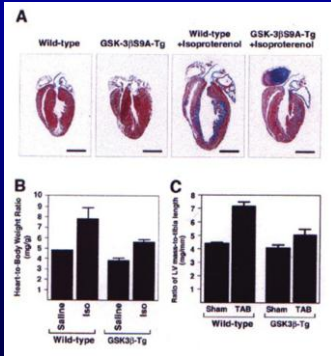 A
Wild-type
GSK-3βS9A-Tg
Wild-type
+Isoproterenol
GSK-3βS9A-Tg
+Isoproterenol
B
Heart-to-Body Weight Ratio
(mg/g)
10
9
8
7
6
5
4
3
2
1
Saline
Iso
Saline
Iso
Wild-type
GSK3β-Tg
C
Ratio of LV mass-to-tibia length
(mg/mm)
8
7
6
5
4
3
2
1
Sham TAB
Sham TAB
Wild-type
GSK3β-Tg